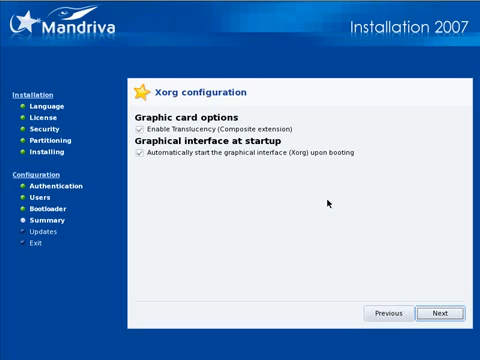 Mandriva
Installation 2007
Installation
Language
License
Security
Partitioning
Installing
Configuration
Authentication
Users
Bootloader
Summary
Updates
Exit
Xorg configuration
Graphic card options
Enable Translucency (Composite extension)
Graphical interface at startup
Automatically start the graphical interface (Xorg) upon booting
Previous
Next